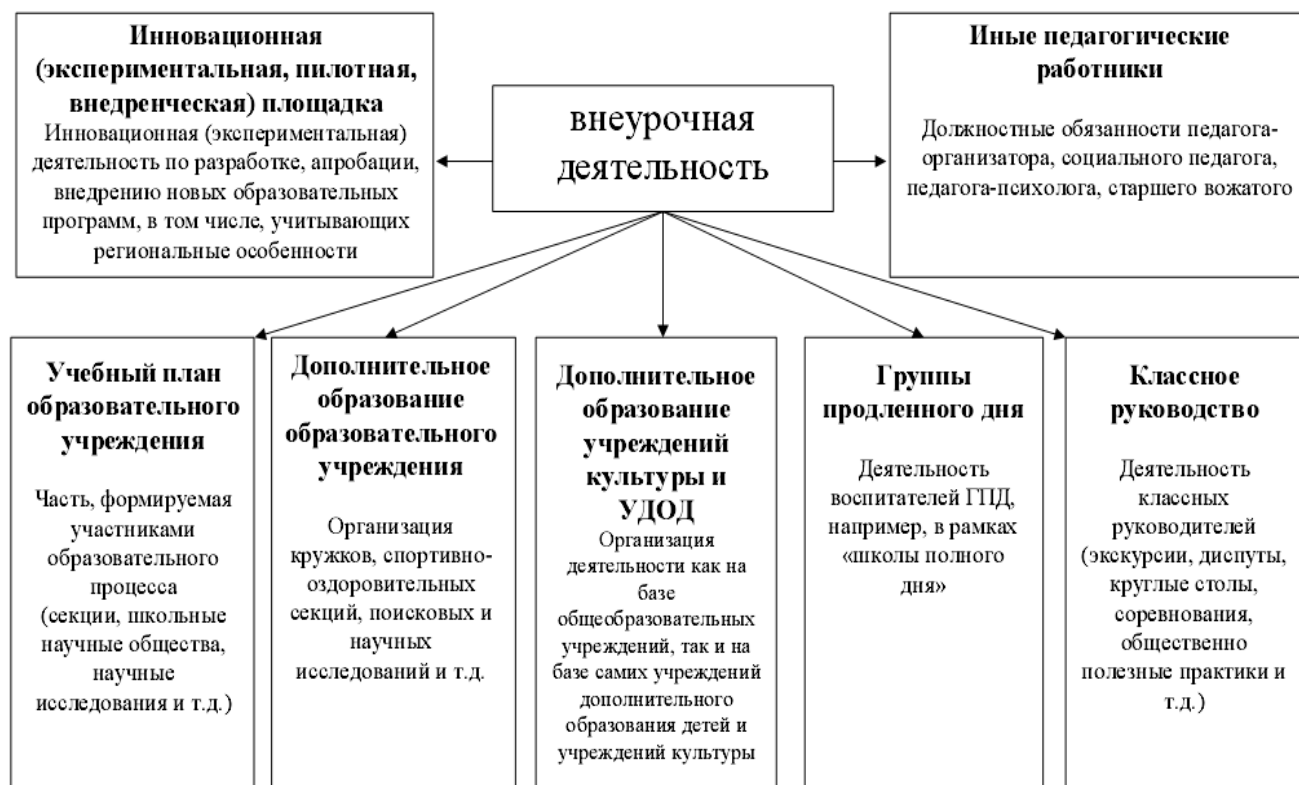 Инновационная
(экспериментальная, пилотная,
внедренческая) площадка
Инновационная (экспериментальная)
деятельность по разработке, апробации,
внедрению новых образовательных
программ, в том числе, учитывающих
региональные особенности
внеурочная
деятельность
Иные педагогические
работники
Должностные обязанности педагога-
организатора, социального педагога,
педагога-психолога, старшего вожатого
Учебный план
образовательного
учреждения
Часть, формируемая
участниками
образовательного
процесса
(секции, школьные
научные общества,
научные
исследования и т.д.)
Дополнительное
образование
образовательного
учреждения
Организация
кружков, спортивно-
оздоровительных
секций, поисковых и
научных
исследований и т.д.
Дополнительное
образование
учреждений
культуры и
УДОД
Организация
деятельности как на
базе
общеобразовательных
учреждений, так и на
базе самих учреждений
дополнительного
образования детей и
учреждений культуры
Группы
продленного дня
Деятельность
воспитателей ГПД,
например, в рамках
«школы полного
дня»
Классное
руководство
Деятельность
классных
руководителей
(экскурсии, диспуты,
круглые столы,
соревнования,
общественно
полезные практики и
т.д.)